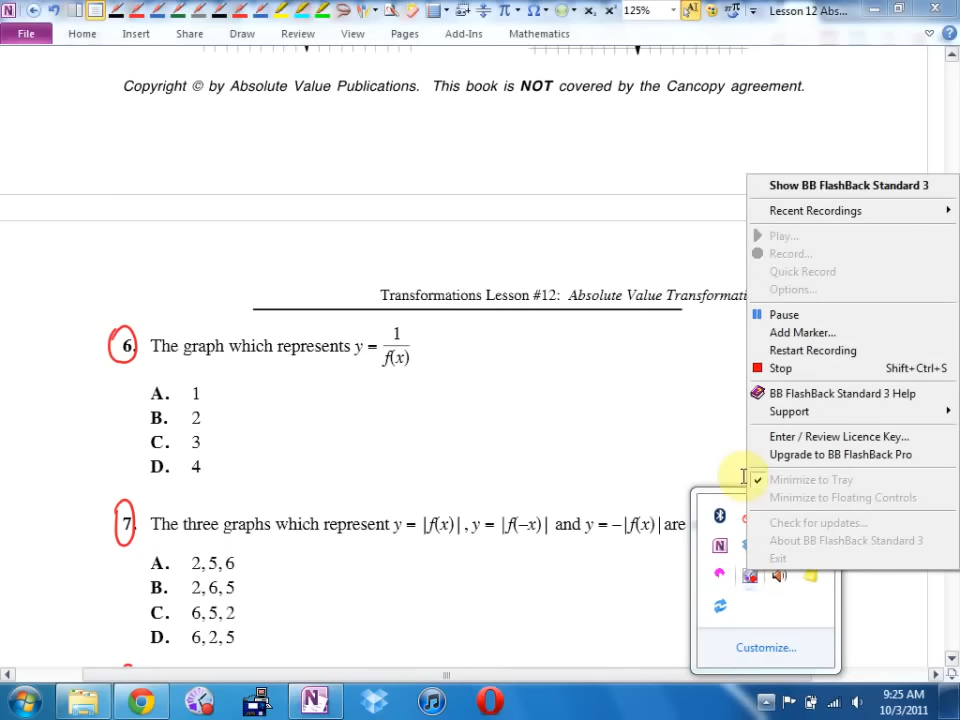 125%
Lesson 12 Abs...
File Home Insert Share Draw Review View Pages Add-Ins Mathematics
Copyright © by Absolute Value Publications. This book is NOT covered by the Cancopy agreement.
Transformations Lesson #12: Absolute Value Transformati
6. The graph which represents y = 1/f(x)
A. 1
B. 2
C. 3
D. 4
7. The three graphs which represent y = |f(x)|, y = |f(−x)| and y = −|f(x)| are
A. 2, 5, 6
B. 2, 6, 5
C. 6, 5, 2
D. 6, 2, 5
Show BB FlashBack Standard 3
Recent Recordings
Play...
Record...
Quick Record
Options...
Pause
Add Marker...
Restart Recording
Stop Shift+Ctrl+S
BB FlashBack Standard 3 Help
Support
Enter / Review Licence Key...
Upgrade to BB FlashBack Pro
Minimize to Tray
Minimize to Floating Controls
Check for updates...
About BB FlashBack Standard 3
Exit
Customize...
9:25 AM
10/3/2011